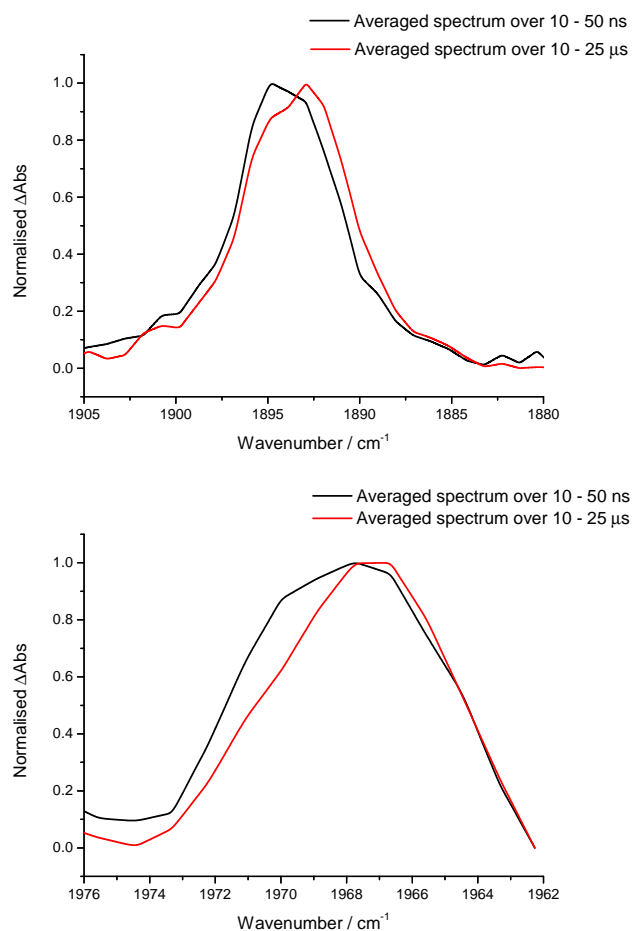 Averaged spectrum over 10 - 50 ns
Averaged spectrum over 10 - 25 μs
1.0
0.8
0.6
0.4
0.2
0.0
Normalised ΔAbs
1905 1900 1895 1890 1885 1880
Wavenumber / cm⁻¹
Averaged spectrum over 10 - 50 ns
Averaged spectrum over 10 - 25 μs
1.0
0.8
0.6
0.4
0.2
0.0
Normalised ΔAbs
1976 1974 1972 1970 1968 1966 1964 1962
Wavenumber / cm⁻¹